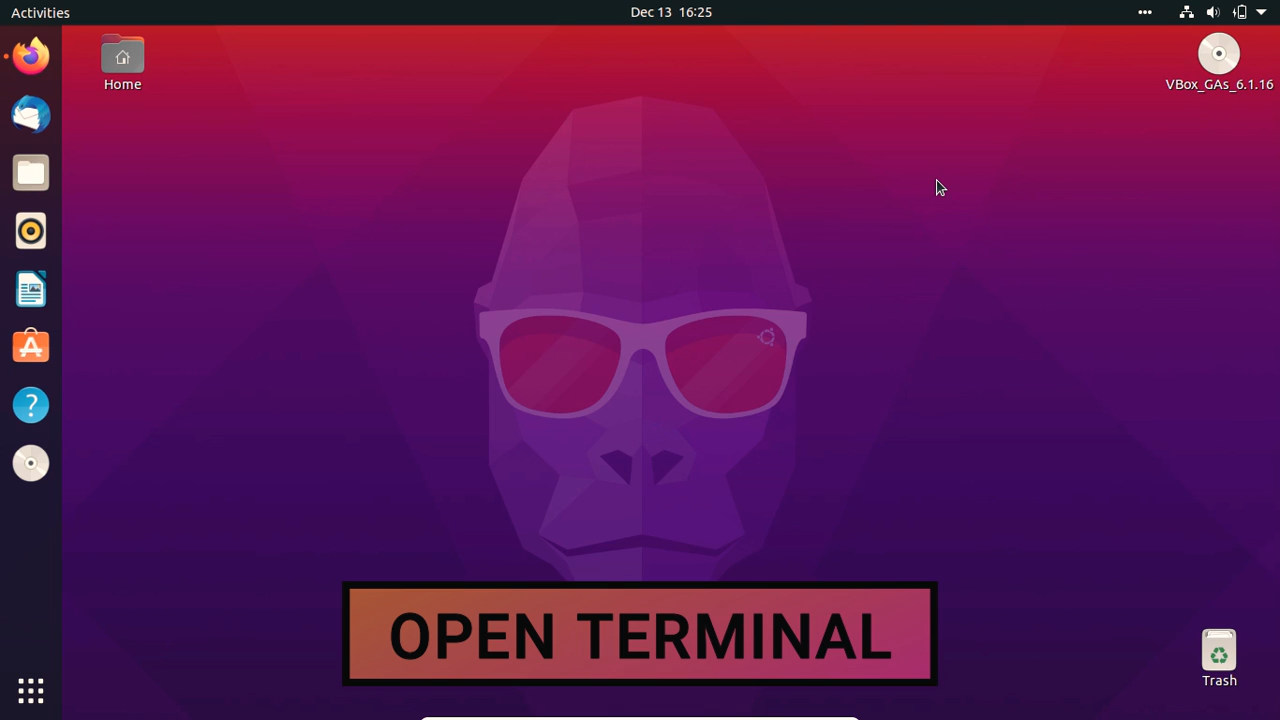 Activities
Dec 13 16:25
Home
VBox_GAs_6.1.16
?
OPEN TERMINAL
Trash